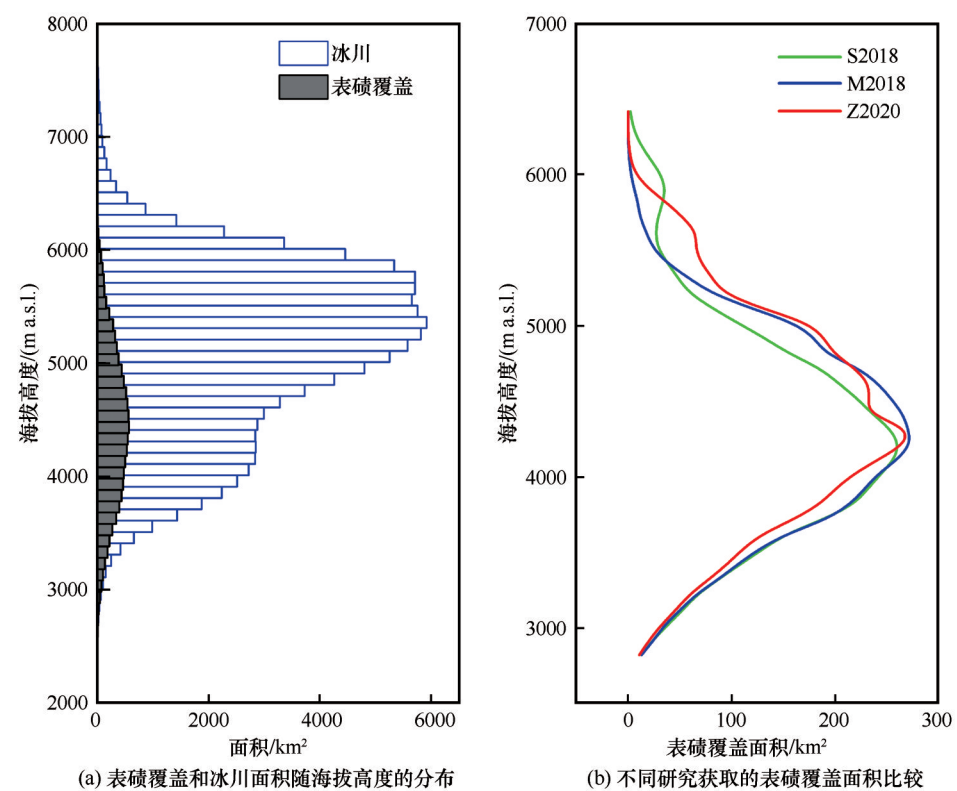 8000
7000
6000
5000
4000
3000
2000
海拔高度/(m a.s.l.)
冰川
表碛覆盖
0 2000 4000 6000
面积/km²
(a) 表碛覆盖和冰川面积随海拔高度的分布
7000
6000
5000
4000
3000
海拔高度/(m a.s.l.)
S2018
M2018
Z2020
0 100 200 300
表碛覆盖面积/km²
(b) 不同研究获取的表碛覆盖面积比较